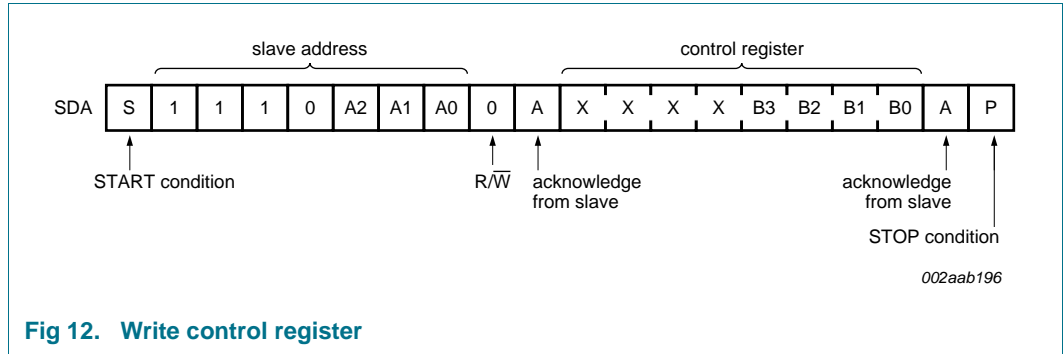 slave address control register
SDA S 1 1 1 0 A2 A1 A0 0 A X X X X B3 B2 B1 B0 A P
START condition R/W̅ acknowledge from slave acknowledge from slave
STOP condition
002aab196
Fig 12. Write control register